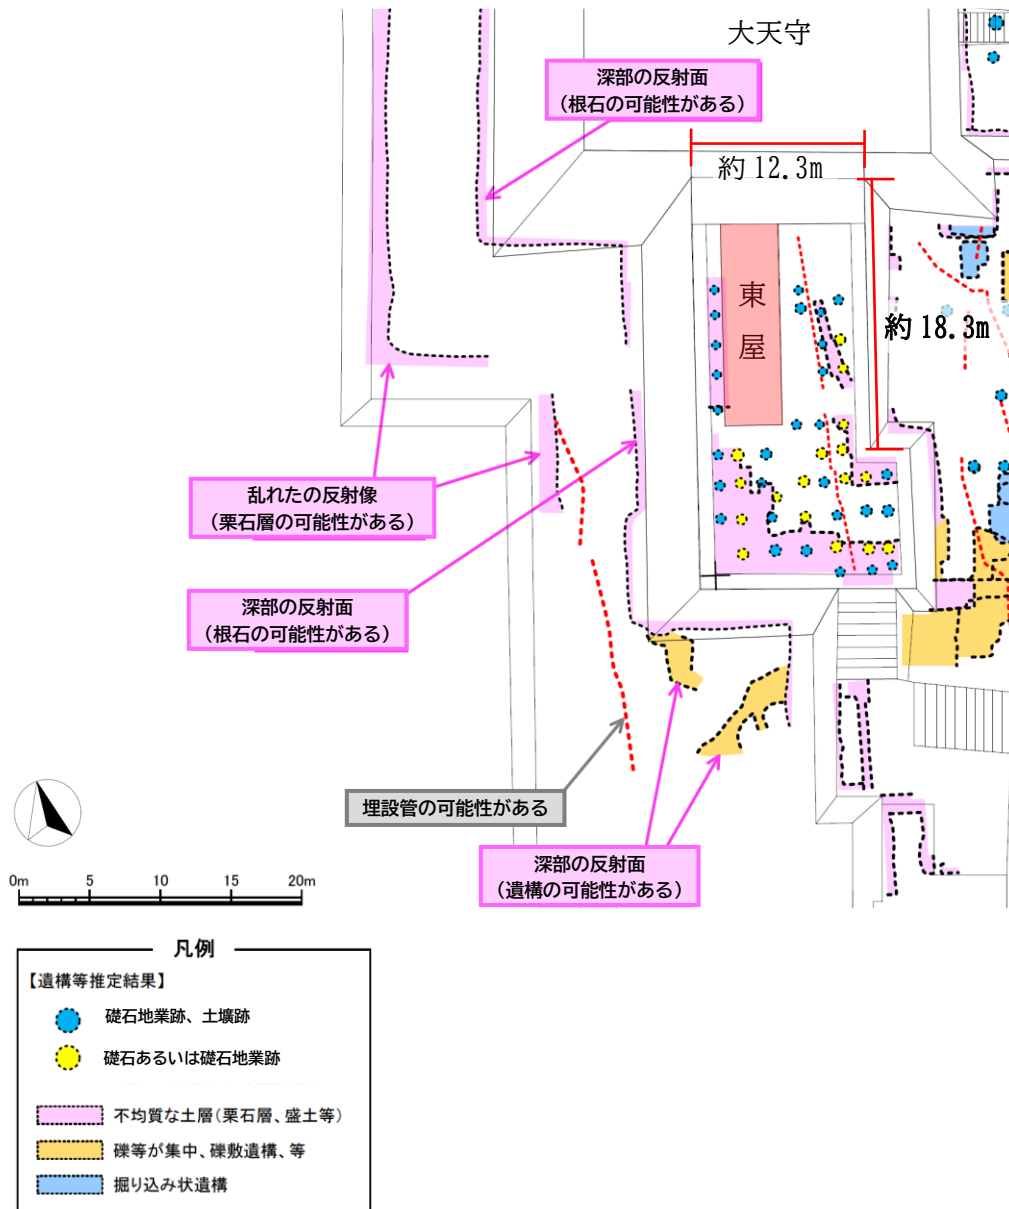 大天守
深部の反射面
（根石の可能性がある）
約 12.3m
東
屋
約 18.3m
乱れたの反射像
（栗石層の可能性がある）
深部の反射面
（根石の可能性がある）
埋設管の可能性がある
深部の反射面
（遺構の可能性がある）
0m 5 10 15 20m
凡例
【遺構等推定結果】
礎石地業跡、土壙跡
礎石あるいは礎石地業跡
不均質な土層（栗石層、盛土等）
礫等が集中、礫敷遺構、等
掘り込み状遺構